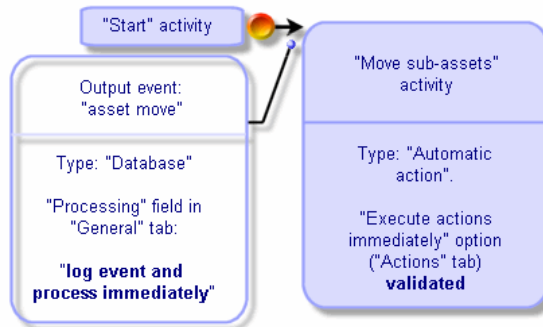 "Start" activity
Output event:
"asset move"
Type: "Database"
"Processing" field in
"General" tab:
"log event and
process immediately"
"Move sub-assets"
activity
Type: "Automatic
action".
"Execute actions
immediately" option
("Actions" tab)
validated